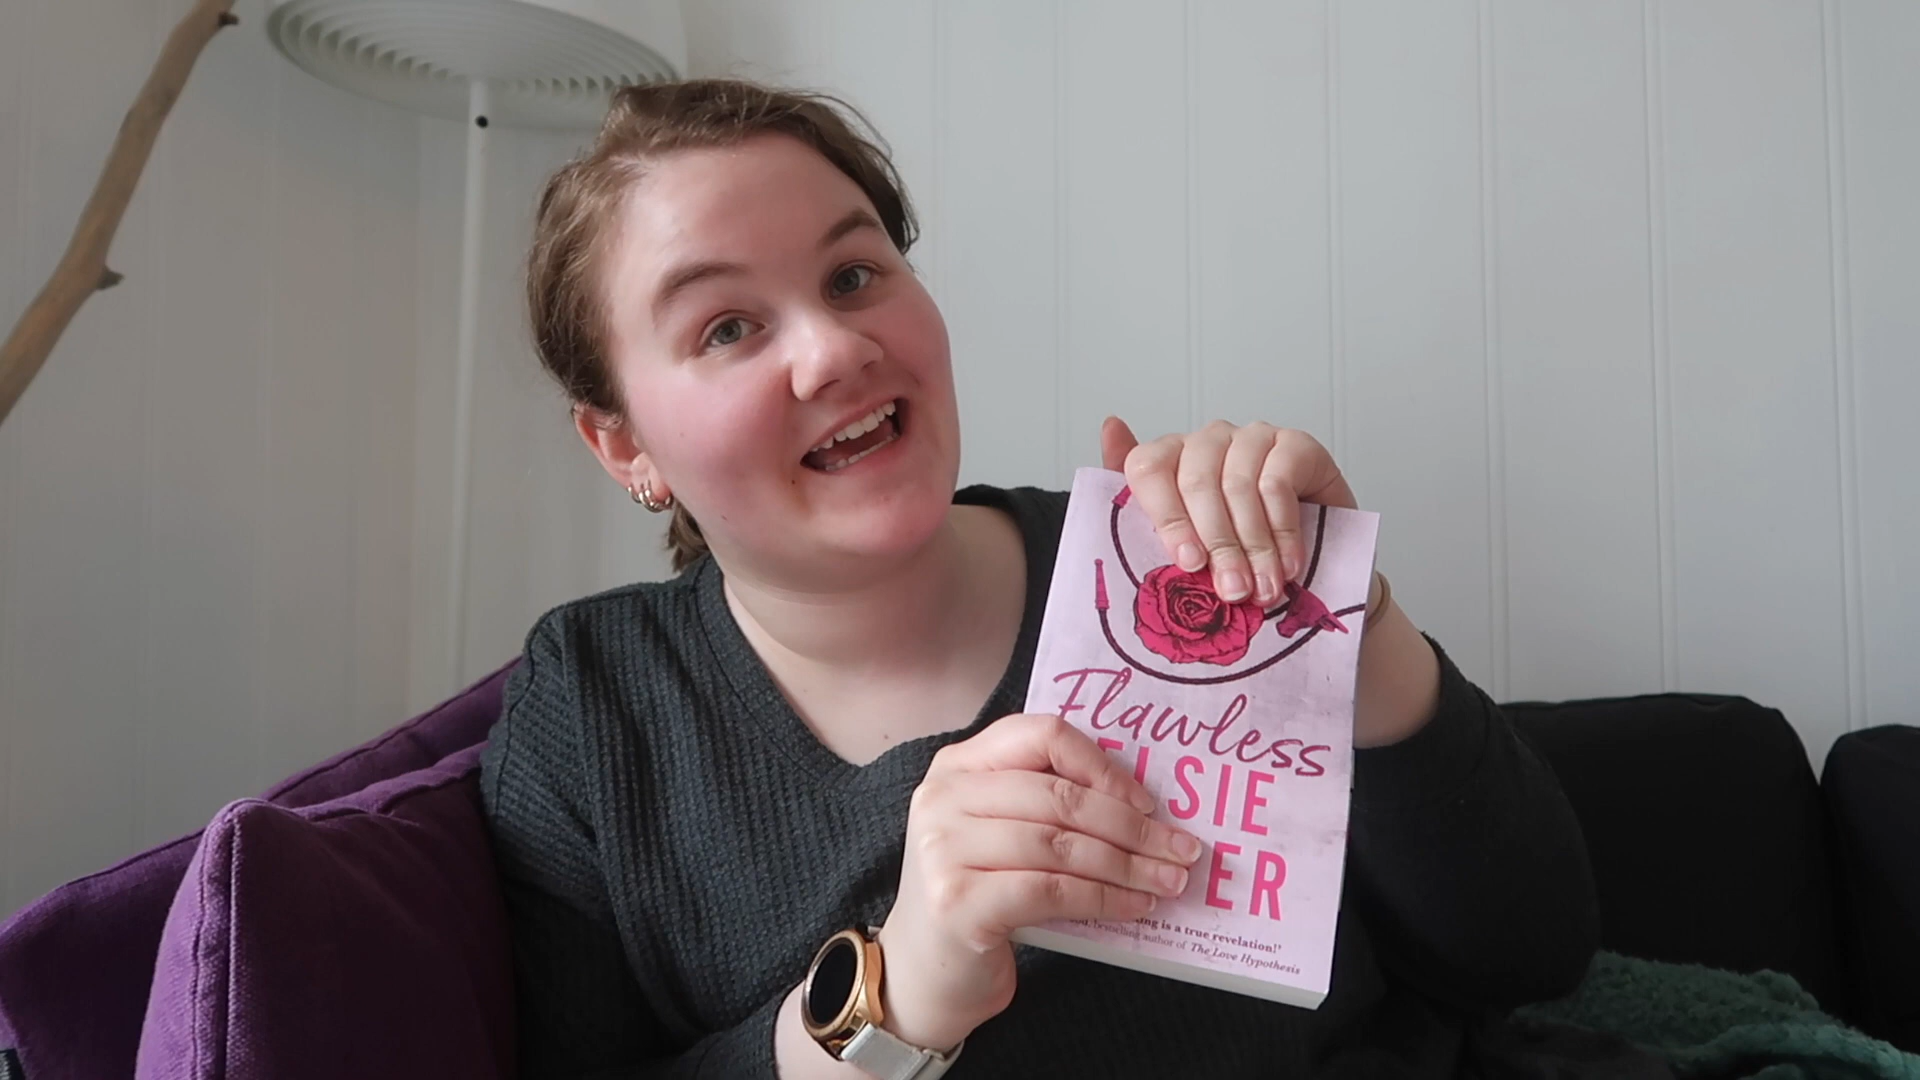 Flawless
ELSIE
ER
is a true revelation!'
bestselling author of The Love Hypothesis